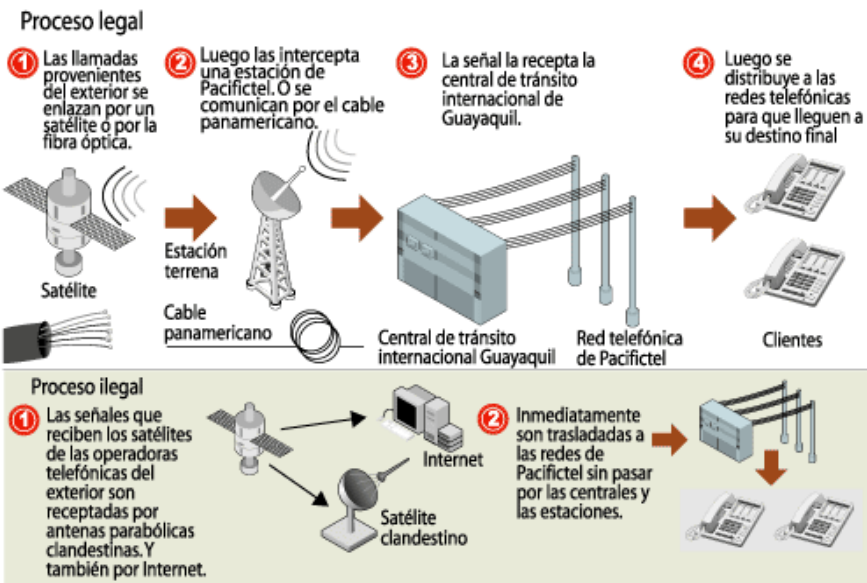 Proceso legal
1 Las llamadas
provenientes
del exterior se
enlazan por un
satélite o por la
fibra óptica.
2 Luego las intercepta
una estación de
Pacifictel. O se
comunican por el cable
panamericano.
3 La señal la recepta la
central de tránsito
internacional de
Guayaquil.
4 Luego se
distribuye a las
redes telefónicas
para que lleguen a
su destino final
Satélite
Estación
terrena
Cable
panamericano
Central de tránsito
internacional Guayaquil
Red telefónica
de Pacifictel
Clientes
Proceso ilegal
1 Las señales que
reciben los satélites
de las operadoras
telefónicas del
exterior son
receptadas por
antenas parabólicas
clandestinas. Y
también por Internet.
Internet
Satélite
clandestino
2 Inmediatamente
son trasladadas a
las redes de
Pacifictel sin pasar
por las centrales y
las estaciones.